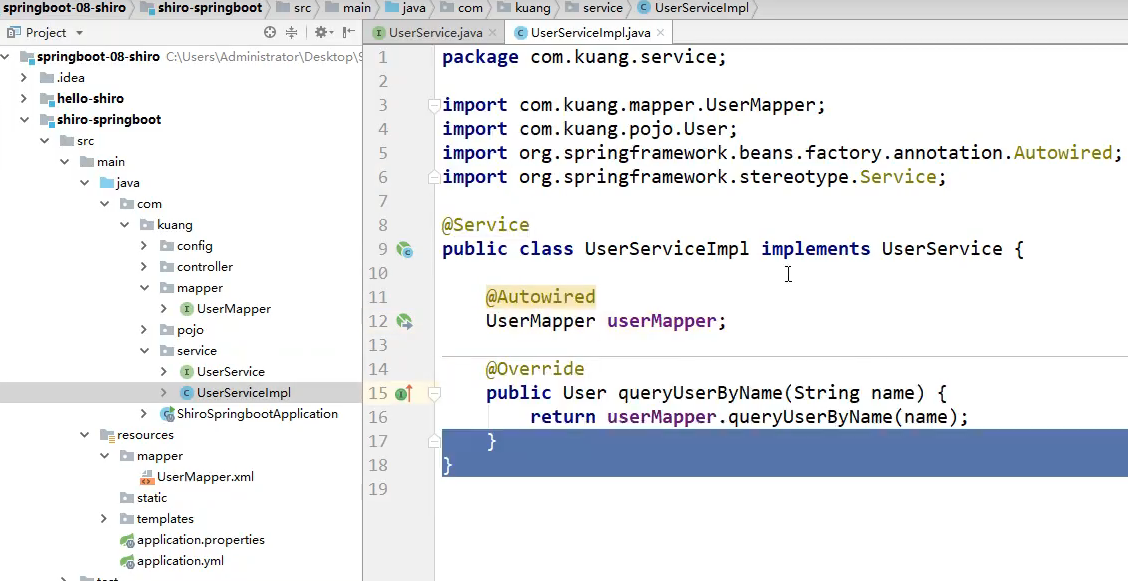 springboot-08-shiro shiro-springboot src main java com kuang service UserServiceImpl
Project
UserService.java
UserServiceImpl.java
springboot-08-shiro C:\Users\Administrator\Desktop\S
.idea
hello-shiro
shiro-springboot
src
main
java
com
kuang
config
controller
mapper
UserMapper
pojo
service
UserService
UserServiceImpl
ShiroSpringbootApplication
resources
mapper
UserMapper.xml
static
templates
application.properties
application.yml
1 package com.kuang.service;
2
3 import com.kuang.mapper.UserMapper;
4 import com.kuang.pojo.User;
5 import org.springframework.beans.factory.annotation.Autowired;
6 import org.springframework.stereotype.Service;
7
8 @Service
9 public class UserServiceImpl implements UserService {
10
11 @Autowired
12 UserMapper userMapper;
13
14 @Override
15 public User queryUserByName(String name) {
16 return userMapper.queryUserByName(name);
17 }
18 }
19